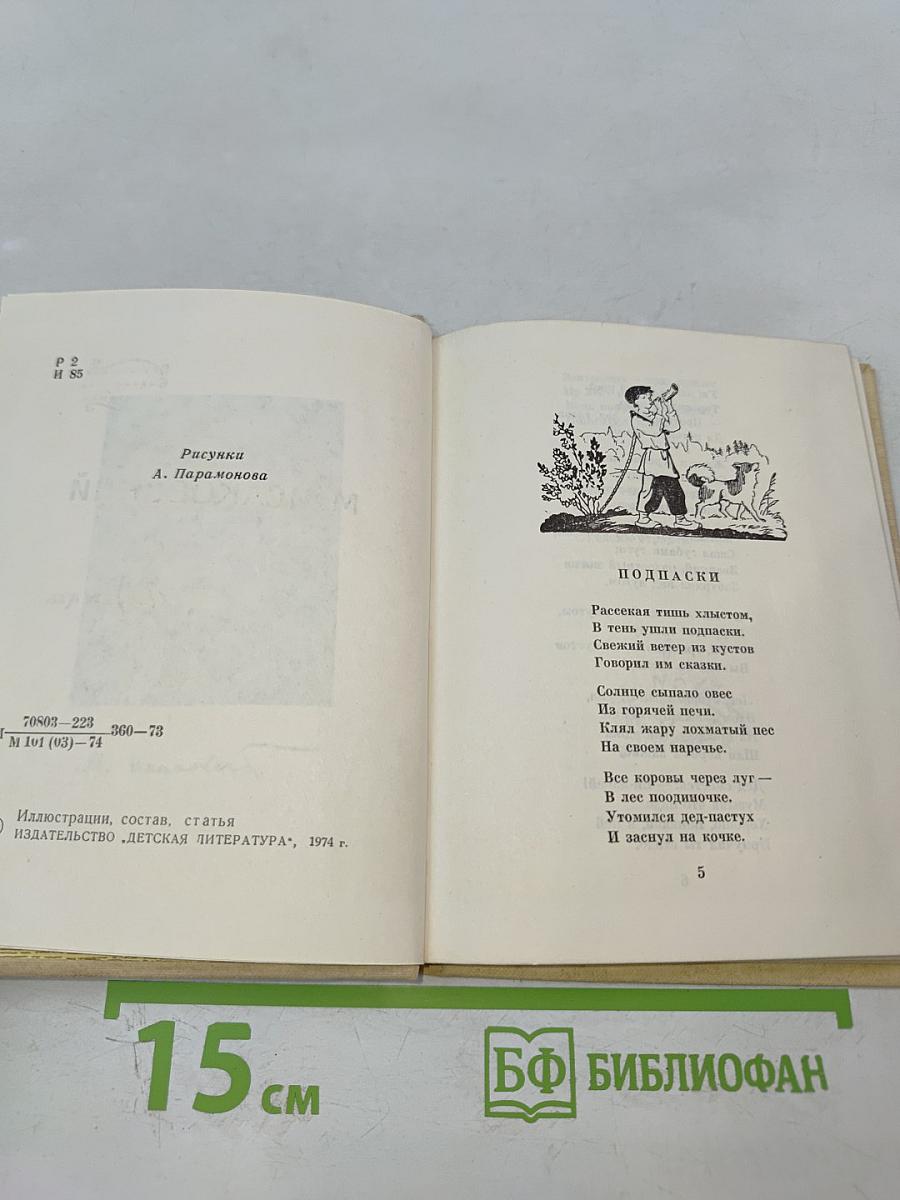 Р 2
И 85
Рисунки
А. Парамонова
70803—223
М 101 (03)—74
360—73
Иллюстрации, состав, статья
ИЗДАТЕЛЬСТВО „ДЕТСКАЯ ЛИТЕРАТУРА“, 1974 г.
ПОДПАСКИ
Рассекая тишь хлыстом,
В тень ушли подпаски.
Свежий ветер из кустов
Говорил им сказки.
Солнце сыпало овес
Из горячей печи.
Клял жару лохматый пес
На своем наречье.
Все коровы через луг —
В лес поодиночке.
Утомился дед-пастух
И заснул на кочке.
5
15 см
БФ БИБЛИОФАН